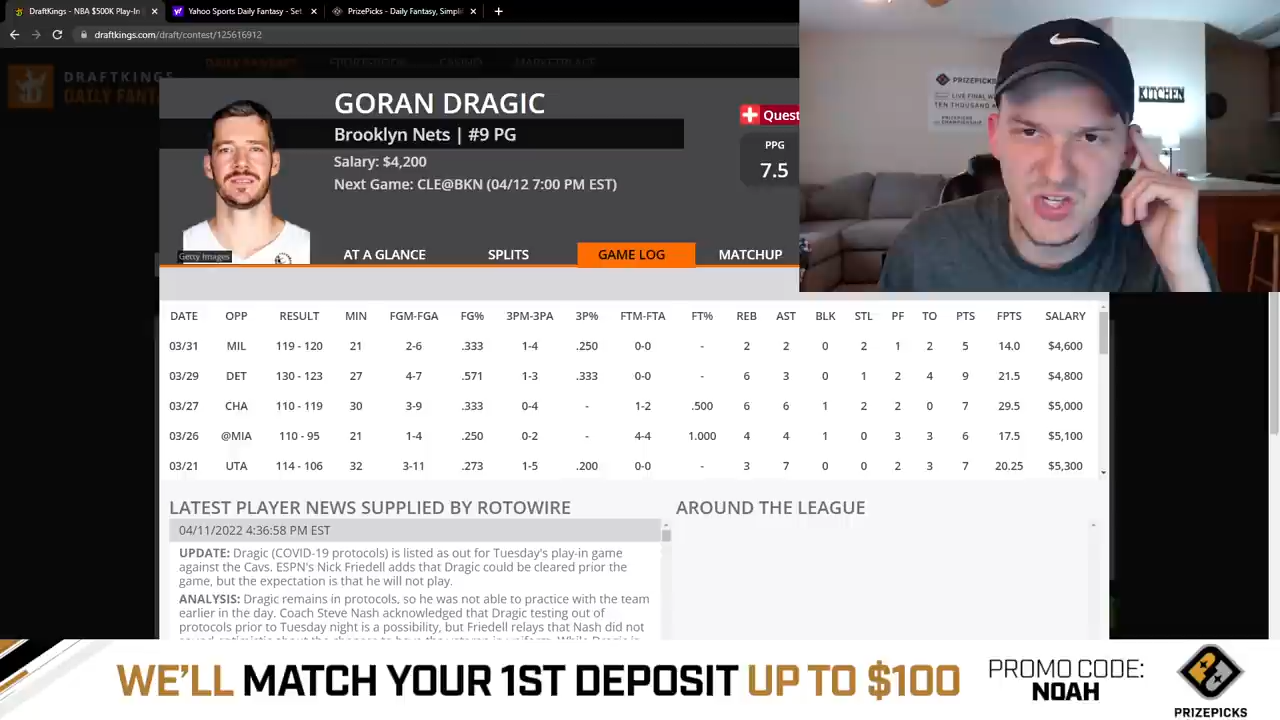 DraftKings - NBA $500K Play-In
Yahoo Sports Daily Fantasy - Set
PrizePicks - Daily Fantasy, Simpli
draftkings.com/draft/contest/125616912
DRAFTKINGS
DAILY FANTA
DAILY FANTASY
CASINO
MARKETPLACE
GORAN DRAGIC
Brooklyn Nets | #9 PG
Salary: $4,200
Next Game: CLE@BKN (04/12 7:00 PM EST)
Quest
PPG
7.5
Getty Images
AT A GLANCE SPLITS GAME LOG MATCHUP
DATE OPP RESULT MIN FGM-FGA FG% 3PM-3PA 3P% FTM-FTA FT% REB AST BLK STL PF TO PTS FPTS SALARY
03/31 MIL 119 - 120 21 2-6 .333 1-4 .250 0-0 - 2 2 0 2 1 2 5 14.0 $4,600
03/29 DET 130 - 123 27 4-7 .571 1-3 .333 0-0 - 6 3 0 1 2 4 9 21.5 $4,800
03/27 CHA 110 - 119 30 3-9 .333 0-4 - 1-2 .500 6 6 1 2 2 0 7 29.5 $5,000
03/26 @MIA 110 - 95 21 1-4 .250 0-2 - 4-4 1.000 4 4 1 0 3 3 6 17.5 $5,100
03/21 UTA 114 - 106 32 3-11 .273 1-5 .200 0-0 - 3 7 0 0 2 3 7 20.25 $5,300
LATEST PLAYER NEWS SUPPLIED BY ROTOWIRE
04/11/2022 4:36:58 PM EST
UPDATE: Dragic (COVID-19 protocols) is listed as out for Tuesday's play-in game
against the Cavs. ESPN's Nick Friedell adds that Dragic could be cleared prior the
game, but the expectation is that he will not play.
ANALYSIS: Dragic remains in protocols, so he was not able to practice with the team
earlier in the day. Coach Steve Nash acknowledged that Dragic testing out of
protocols prior to Tuesday night is a possibility, but Friedell relays that Nash did not
AROUND THE LEAGUE
PRIZEPICKS
LIVE FINAL W
TEN THOUSAND
PRIZEPICKS
CHAMPIONSHIP
KITCHEN
WE'LL MATCH YOUR 1ST DEPOSIT UP TO $100
PROMO CODE:
NOAH
PRIZEPICKS